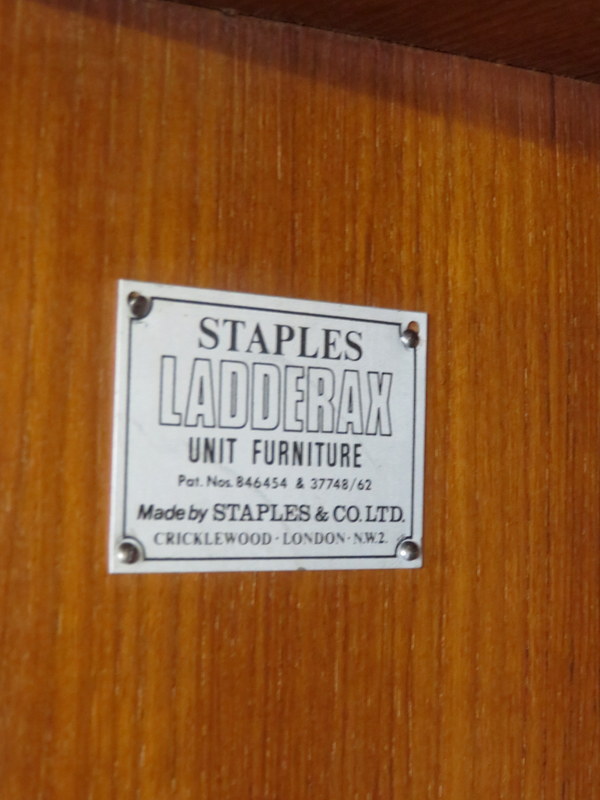 STAPLES
LADDERAX
UNIT FURNITURE
Pat. Nos. 846454 & 37748/62
Made by STAPLES & CO. LTD.
CRICKLEWOOD · LONDON · N.W.2.